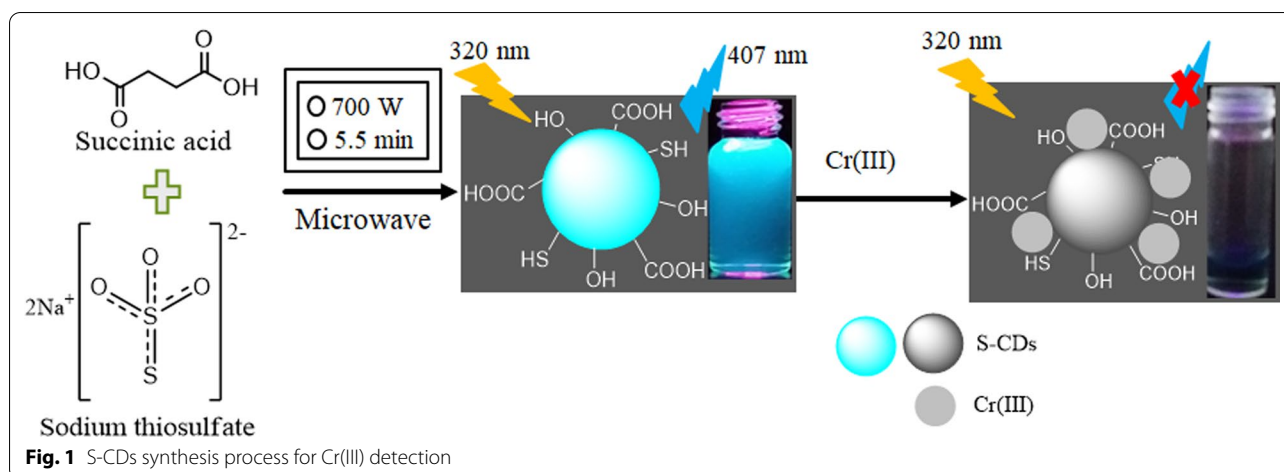 O
HO
OH
O
Succinic acid
2-
O
O
O
2Na+
S
S
Sodium thiosulfate
700 W
5.5 min
Microwave
320 nm
407 nm
COOH
HO
SH
HOOC
OH
HS
OH
COOH
Cr(III)
320 nm
HO
COOH
HOOC
OH
HS
OH
COOH
S-CDs
Cr(III)
Fig. 1 S-CDs synthesis process for Cr(III) detection